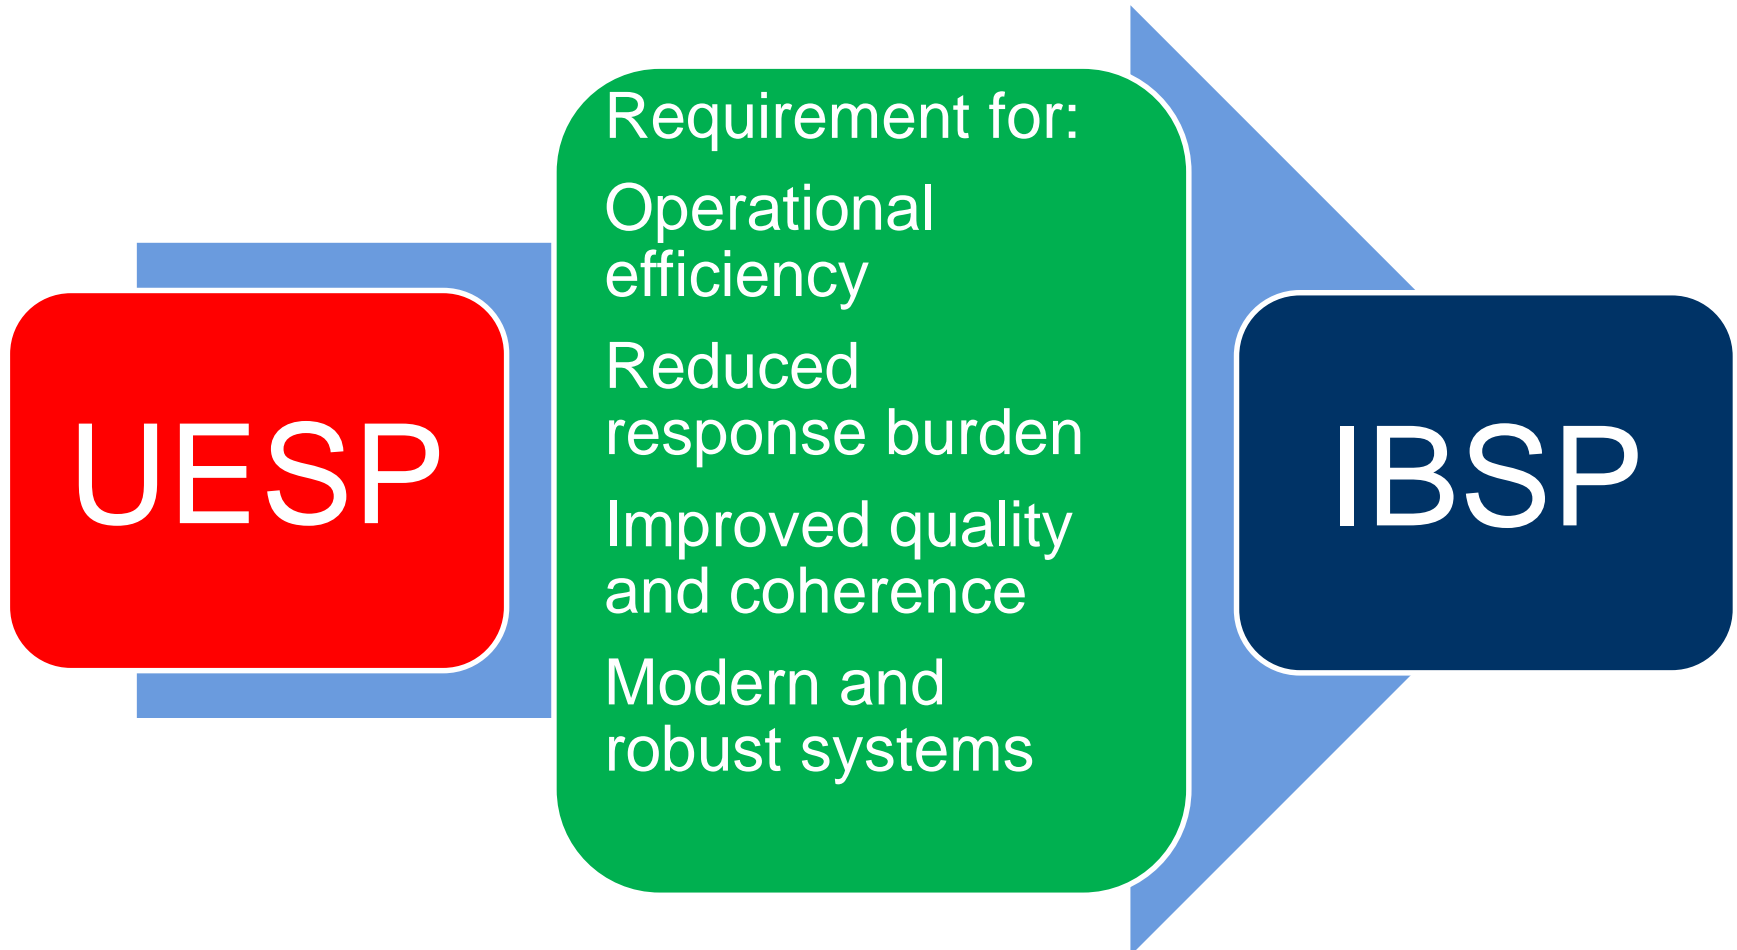 UESP
Requirement for:
Operational
efficiency
Reduced
response burden
Improved quality
and coherence
Modern and
robust systems
IBSP